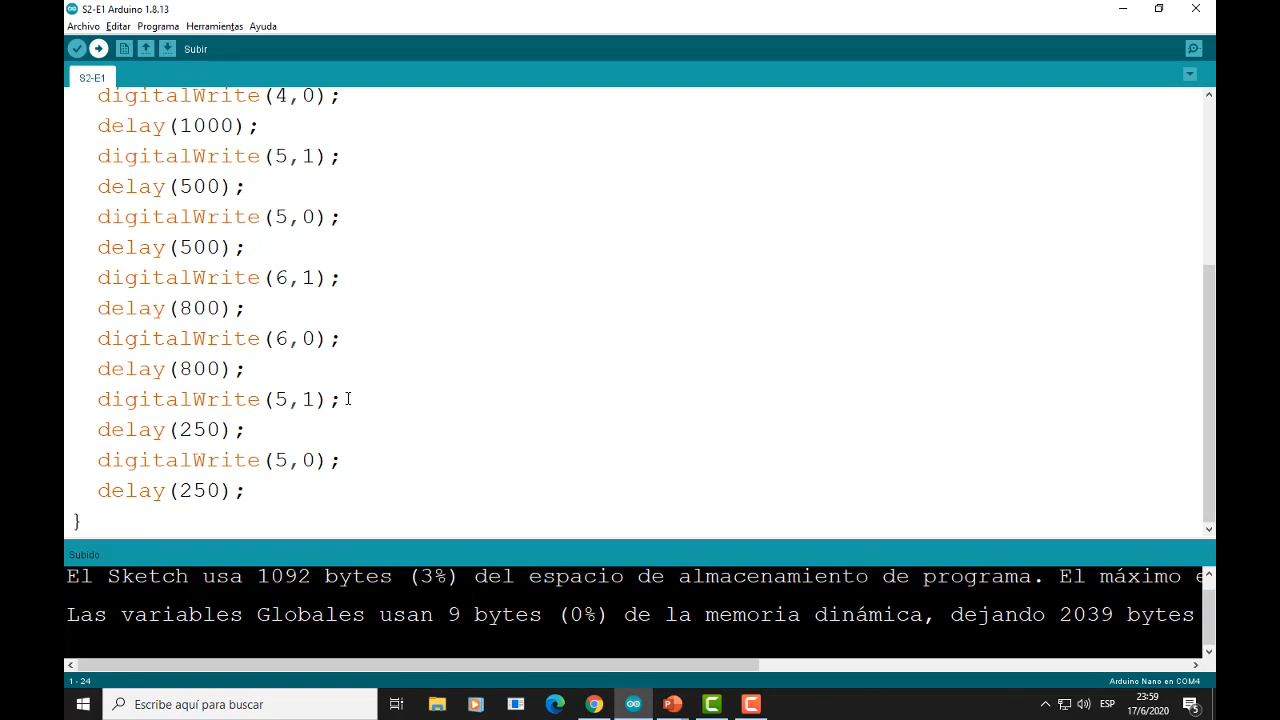 S2-E1 Arduino 1.8.13
Archivo Editar Programa Herramientas Ayuda
Subir
S2-E1
digitalWrite(4,0);
delay(1000);
digitalWrite(5,1);
delay(500);
digitalWrite(5,0);
delay(500);
digitalWrite(6,1);
delay(800);
digitalWrite(6,0);
delay(800);
digitalWrite(5,1);
delay(250);
digitalWrite(5,0);
delay(250);
}
Subido
El Sketch usa 1092 bytes (3%) del espacio de almacenamiento de programa. El máximo e
Las variables Globales usan 9 bytes (0%) de la memoria dinámica, dejando 2039 bytes
1 - 24
Arduino Nano en COM4
Escribe aquí para buscar
ESP
23:59
17/6/2020
5